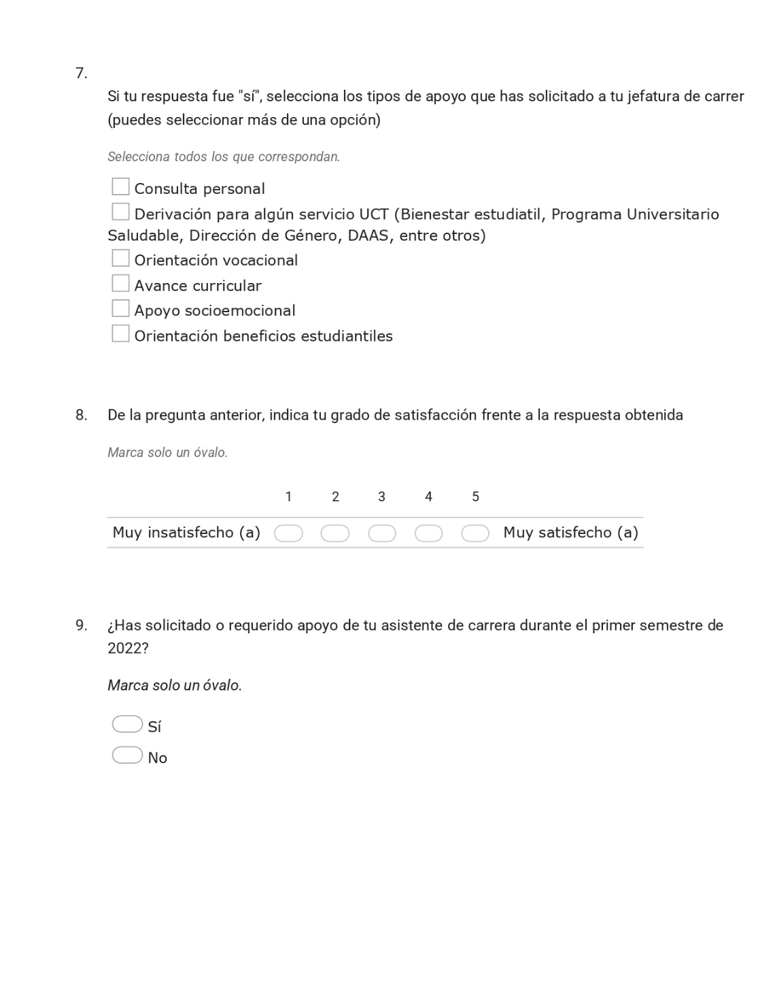 7.
Si tu respuesta fue "sí", selecciona los tipos de apoyo que has solicitado a tu jefatura de carrer
(puedes seleccionar más de una opción)
Selecciona todos los que correspondan.
Consulta personal
Derivación para algún servicio UCT (Bienestar estudiatil, Programa Universitario
Saludable, Dirección de Género, DAAS, entre otros)
Orientación vocacional
Avance curricular
Apoyo socioemocional
Orientación beneficios estudiantiles
8. De la pregunta anterior, indica tu grado de satisfacción frente a la respuesta obtenida
Marca solo un óvalo.
1 2 3 4 5
Muy insatisfecho (a) Muy satisfecho (a)
9. ¿Has solicitado o requerido apoyo de tu asistente de carrera durante el primer semestre de
2022?
Marca solo un óvalo.
Sí
No